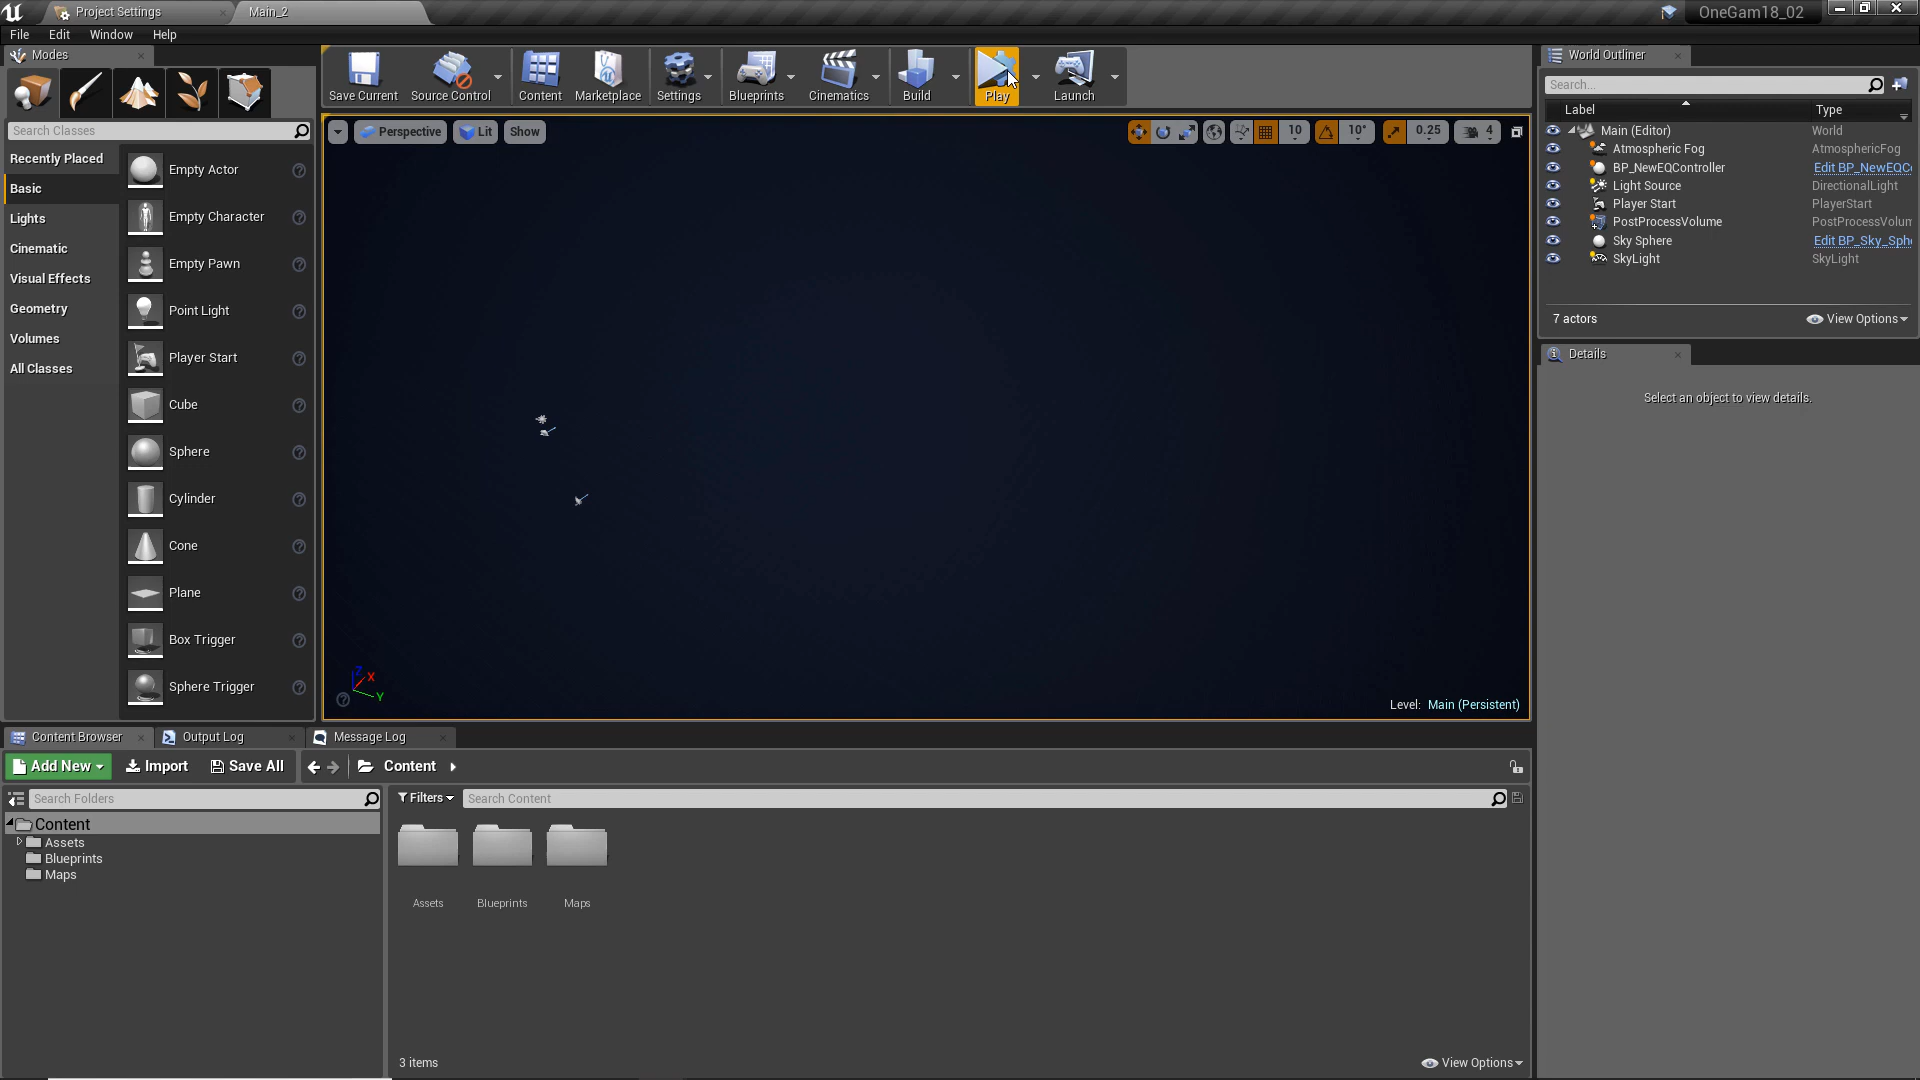 Project Settings
Main_2
OneGam18_02
File Edit Window Help
Modes
Search Classes
Recently Placed
Basic
Lights
Cinematic
Visual Effects
Geometry
Volumes
All Classes
Empty Actor
Empty Character
Empty Pawn
Point Light
Player Start
Cube
Sphere
Cylinder
Cone
Plane
Box Trigger
Sphere Trigger
Save Current Source Control Content Marketplace Settings Blueprints Cinematics Build Play Launch
Perspective Lit Show
10 10° 0.25 4
Z X
Y
Level: Main (Persistent)
World Outliner
Search...
Label Type
Main (Editor) World
Atmospheric Fog AtmosphericFog
BP_NewEQController Edit BP_NewEQC
Light Source DirectionalLight
Player Start PlayerStart
PostProcessVolume PostProcessVolum
Sky Sphere Edit BP_Sky_Sph
SkyLight SkyLight
7 actors View Options
Details
Select an object to view details.
Content Browser Output Log Message Log
Add New Import Save All Content
Search Folders
Content
Assets
Blueprints
Maps
Filters Search Content
Assets Blueprints Maps
3 items View Options